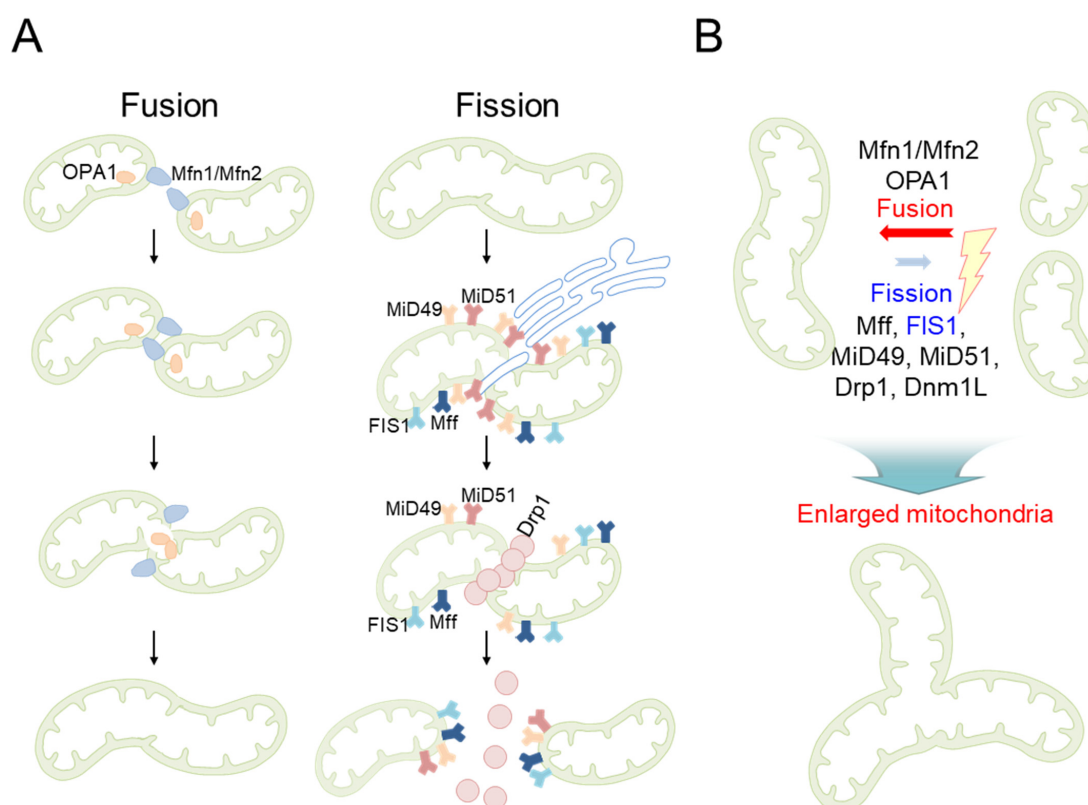 A
Fusion
OPA1
Mfn1/Mfn2
Fission
MiD49
MiD51
FIS1
Mff
MiD49
MiD51
Drp1
FIS1
Mff
B
Mfn1/Mfn2
OPA1
Fusion
Fission
Mff, FIS1,
MiD49, MiD51,
Drp1, Dnm1L
Enlarged mitochondria